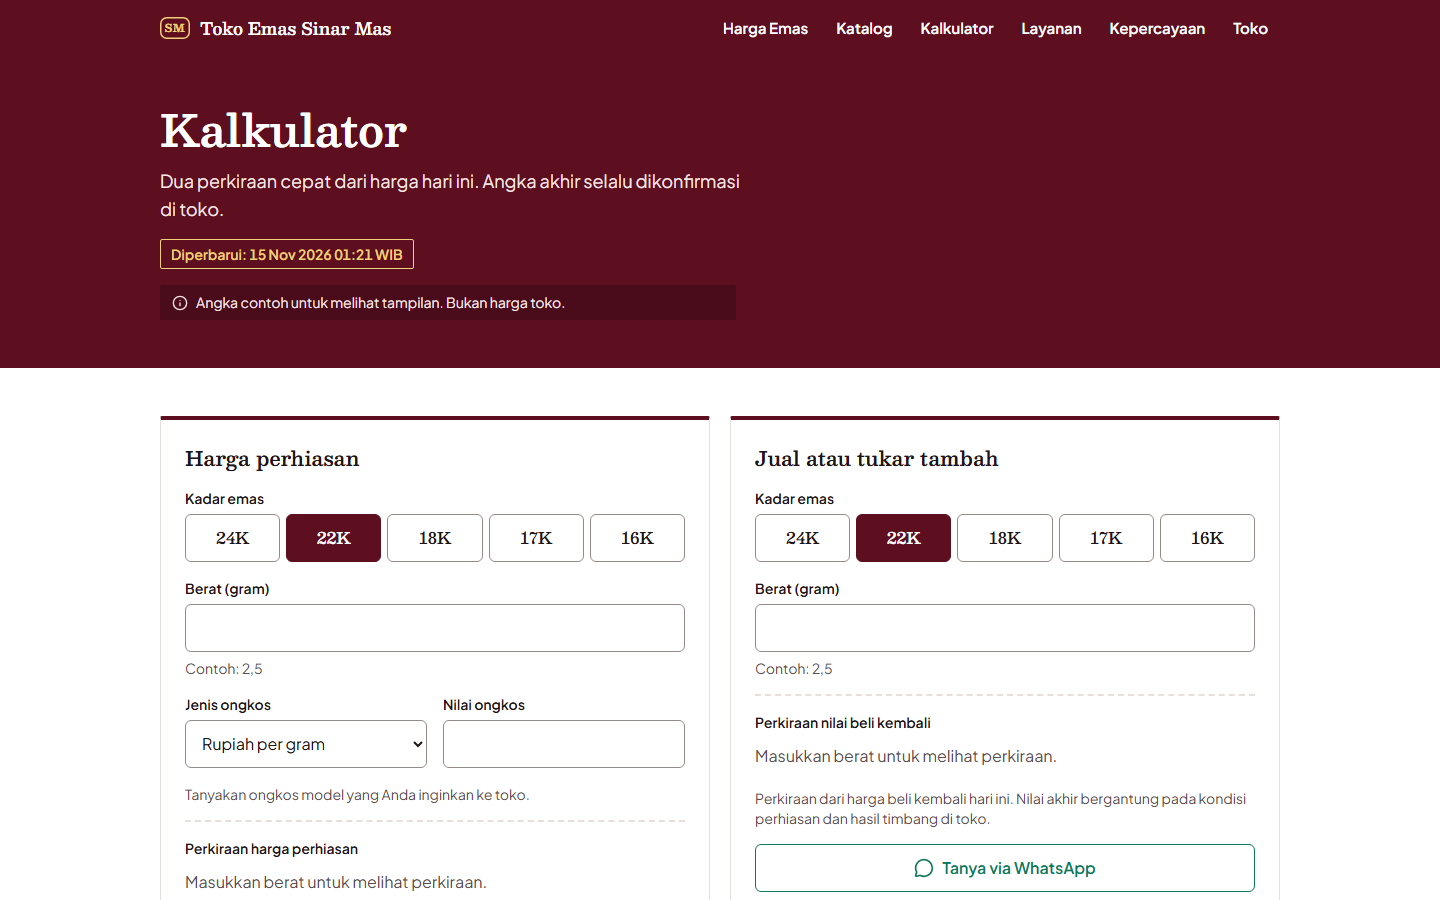 SM Toko Emas Sinar Mas
Harga Emas Katalog Kalkulator Layanan Kepercayaan Toko
Kalkulator
Dua perkiraan cepat dari harga hari ini. Angka akhir selalu dikonfirmasi
di toko.
Diperbarui: 15 Nov 2026 01:21 WIB
Angka contoh untuk melihat tampilan. Bukan harga toko.
Harga perhiasan
Kadar emas
24K 22K 18K 17K 16K
Berat (gram)
Contoh: 2,5
Jenis ongkos Nilai ongkos
Rupiah per gram
Tanyakan ongkos model yang Anda inginkan ke toko.
Perkiraan harga perhiasan
Masukkan berat untuk melihat perkiraan.
Jual atau tukar tambah
Kadar emas
24K 22K 18K 17K 16K
Berat (gram)
Contoh: 2,5
Perkiraan nilai beli kembali
Masukkan berat untuk melihat perkiraan.
Perkiraan dari harga beli kembali hari ini. Nilai akhir bergantung pada kondisi
perhiasan dan hasil timbang di toko.
Tanya via WhatsApp